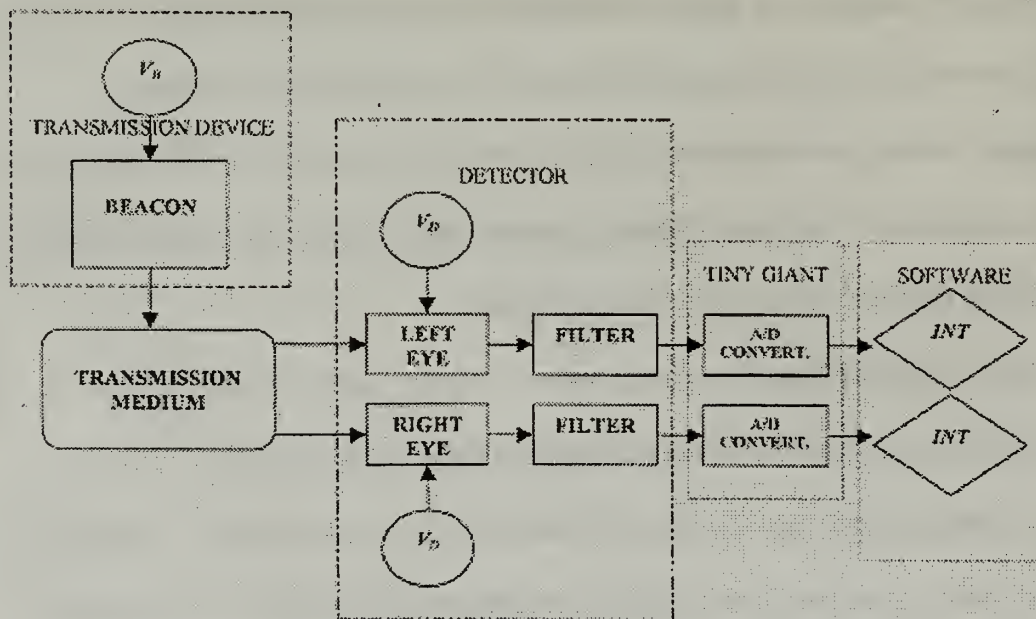 V_B
TRANSMISSION DEVICE
BEACON
TRANSMISSION
MEDIUM
DETECTOR
V_D
LEFT
EYE
FILTER
RIGHT
EYE
FILTER
V_D
TINY GIANT
A/D
CONVERT.
A/D
CONVERT.
SOFTWARE
INT
INT